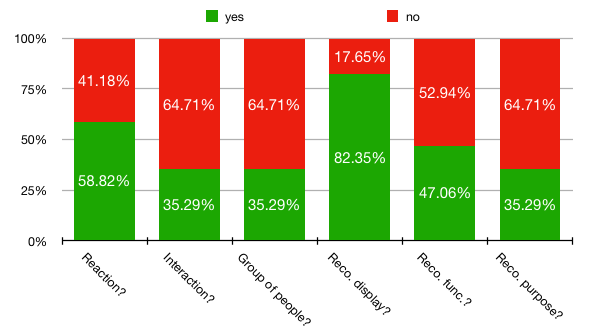 yes no
100%
75%
50%
25%
0%
41.18% 64.71% 64.71% 17.65% 52.94% 64.71%
58.82% 35.29% 35.29% 82.35% 47.06% 35.29%
Reaction? Interaction? Group of people? Reco. display? Reco. func.? Reco. purpose?